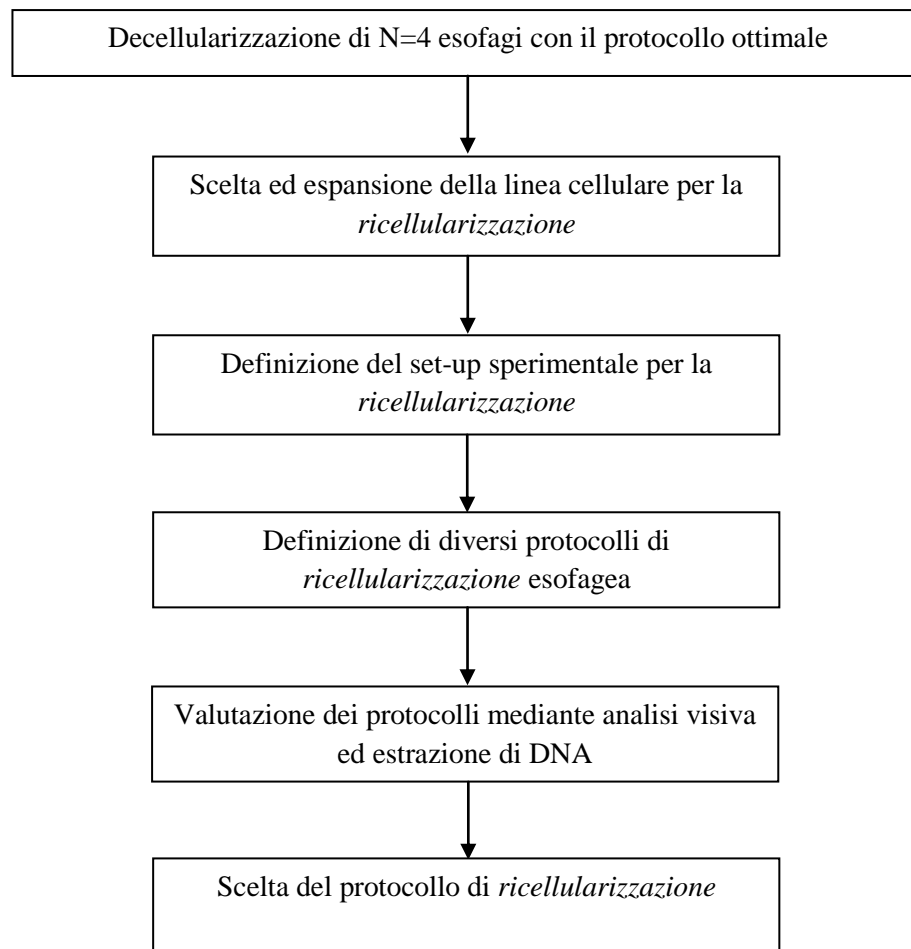 Decellularizzazione di N=4 esofagi con il protocollo ottimale
Scelta ed espansione della linea cellulare per la
ricellularizzazione
Definizione del set-up sperimentale per la
ricellularizzazione
Definizione di diversi protocolli di
ricellularizzazione esofagea
Valutazione dei protocolli mediante analisi visiva
ed estrazione di DNA
Scelta del protocollo di ricellularizzazione